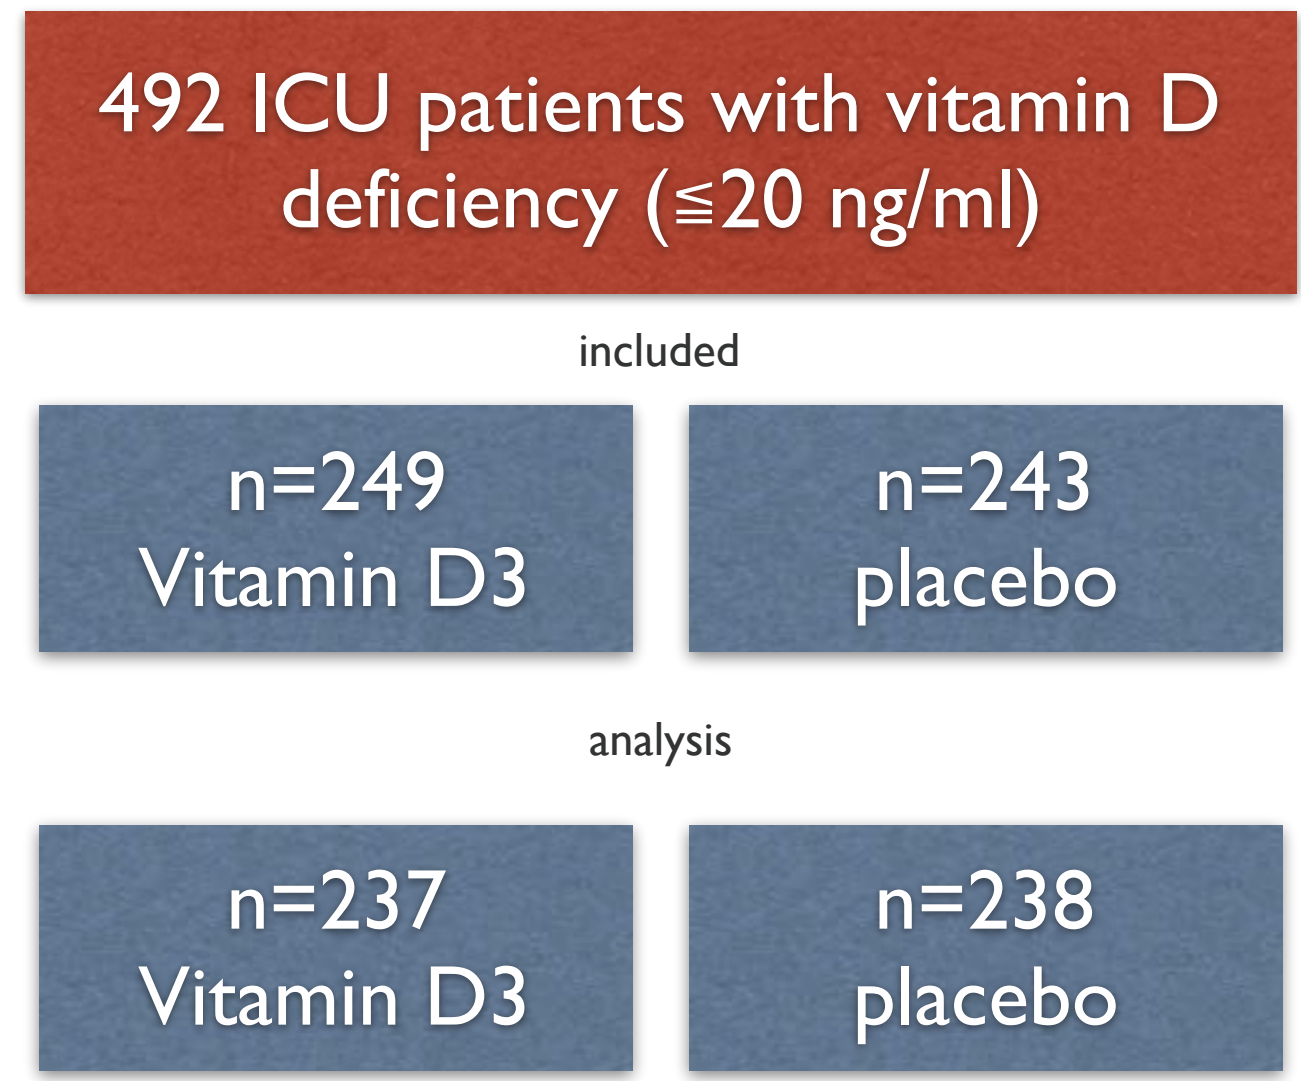 492 ICU patients with vitamin D
deficiency (≦20 ng/ml)
included
n=249
Vitamin D3
n=243
placebo
analysis
n=237
Vitamin D3
n=238
placebo